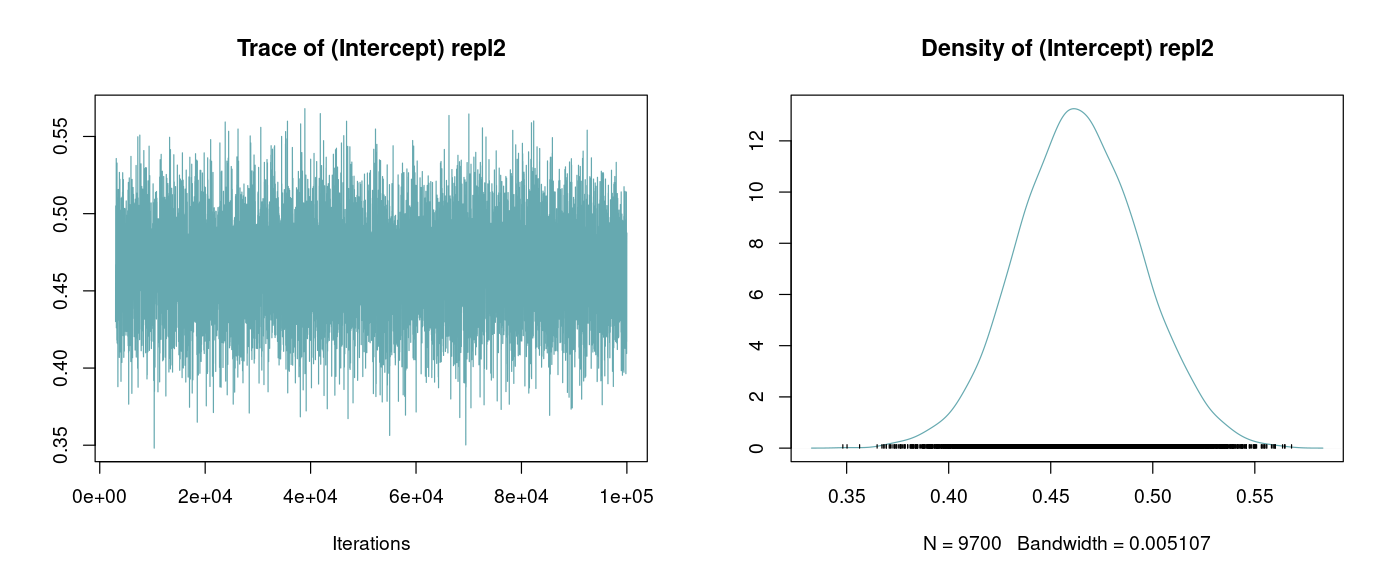 Trace of (Intercept) repl2
0.55
0.50
0.45
0.40
0.35
0e+00 2e+04 4e+04 6e+04 8e+04 1e+05
Iterations
Density of (Intercept) repl2
12
10
8
6
4
2
0
0.35 0.40 0.45 0.50 0.55
N = 9700 Bandwidth = 0.005107